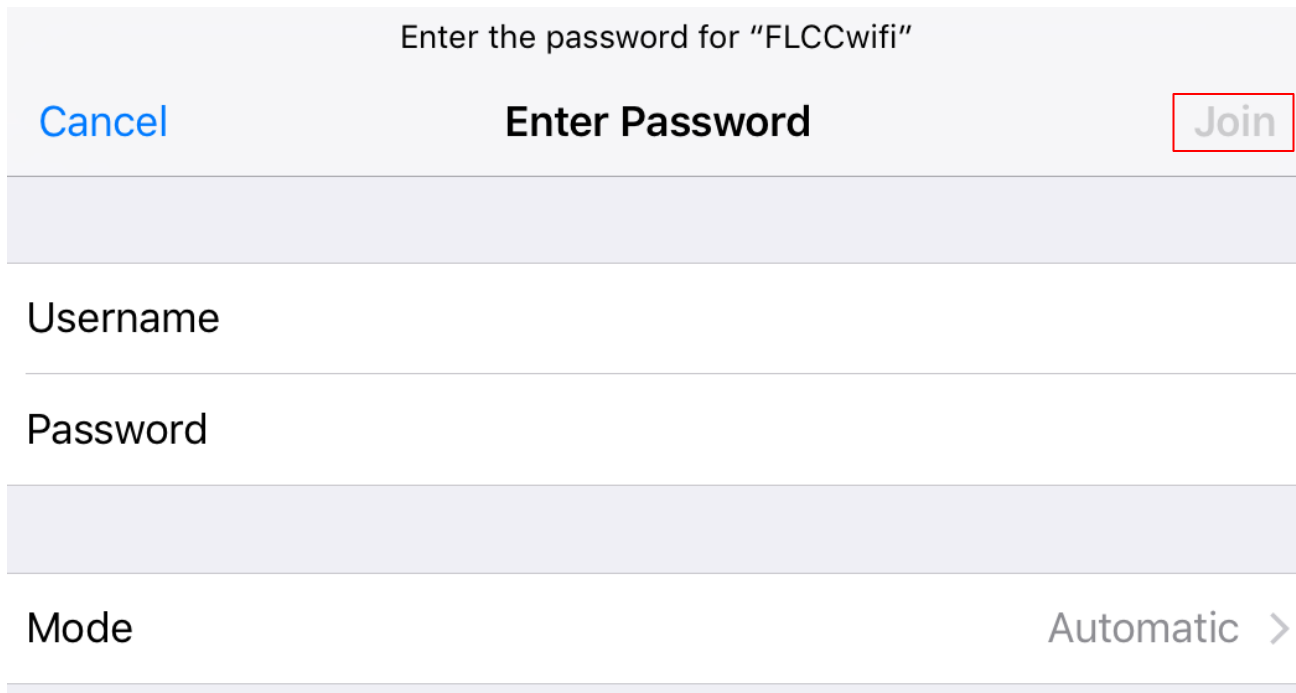 Enter the password for “FLCCwifi”
Cancel Enter Password Join
Username
Password
Mode Automatic